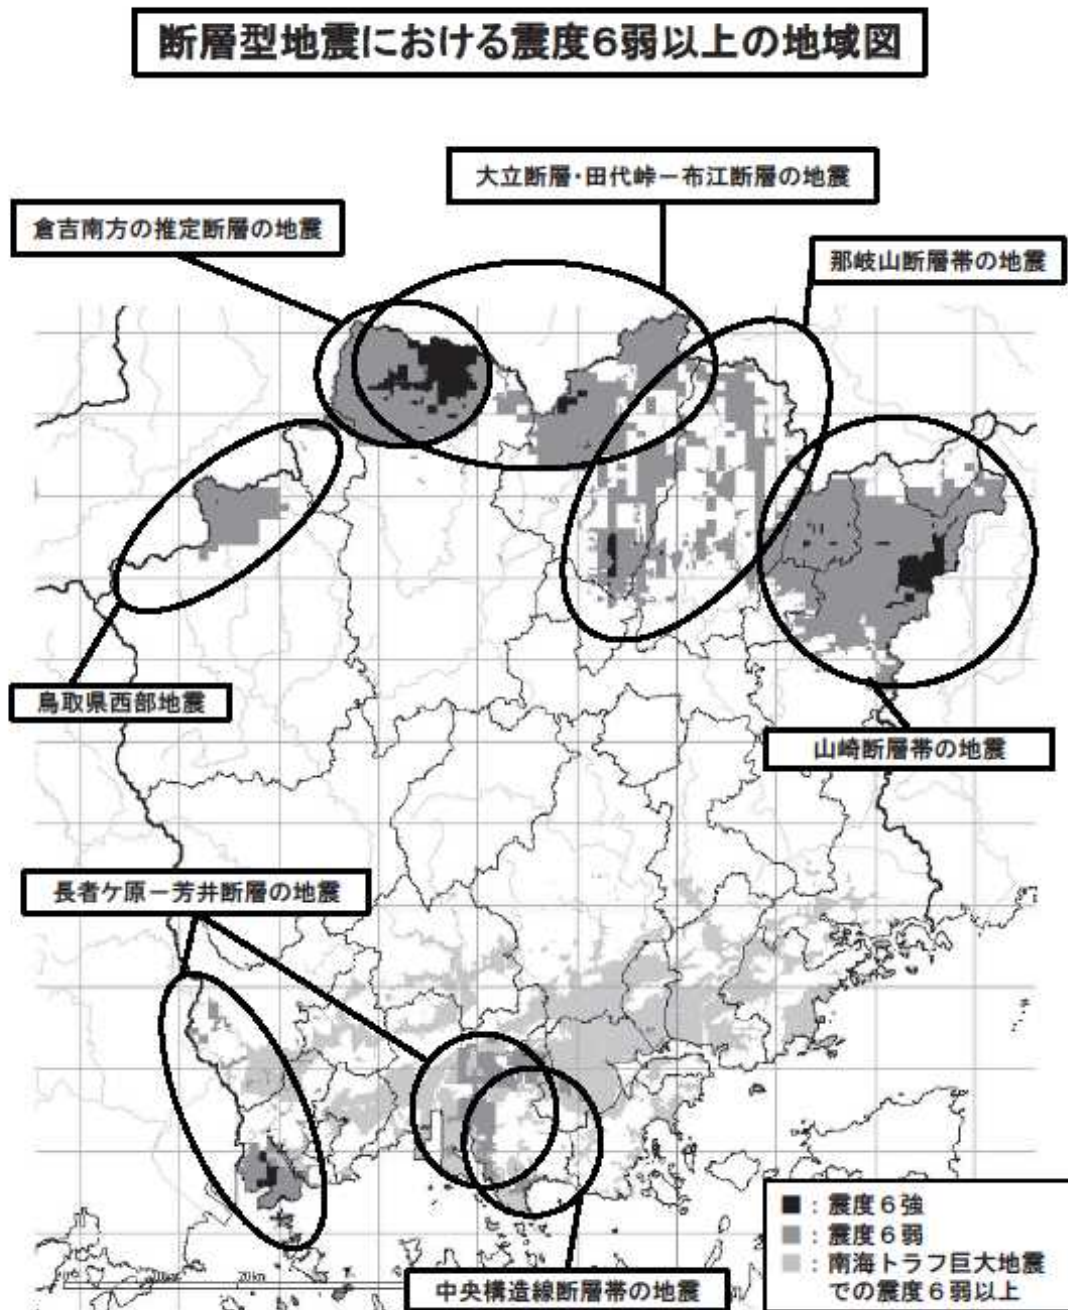 断層型地震における震度6弱以上の地域図
大立断層・田代峠－布江断層の地震
倉吉南方の推定断層の地震
那岐山断層帯の地震
鳥取県西部地震
山崎断層帯の地震
長者ケ原－芳井断層の地震
中央構造線断層帯の地震
■：震度６強
■：震度６弱
■：南海トラフ巨大地震
での震度６弱以上
20km